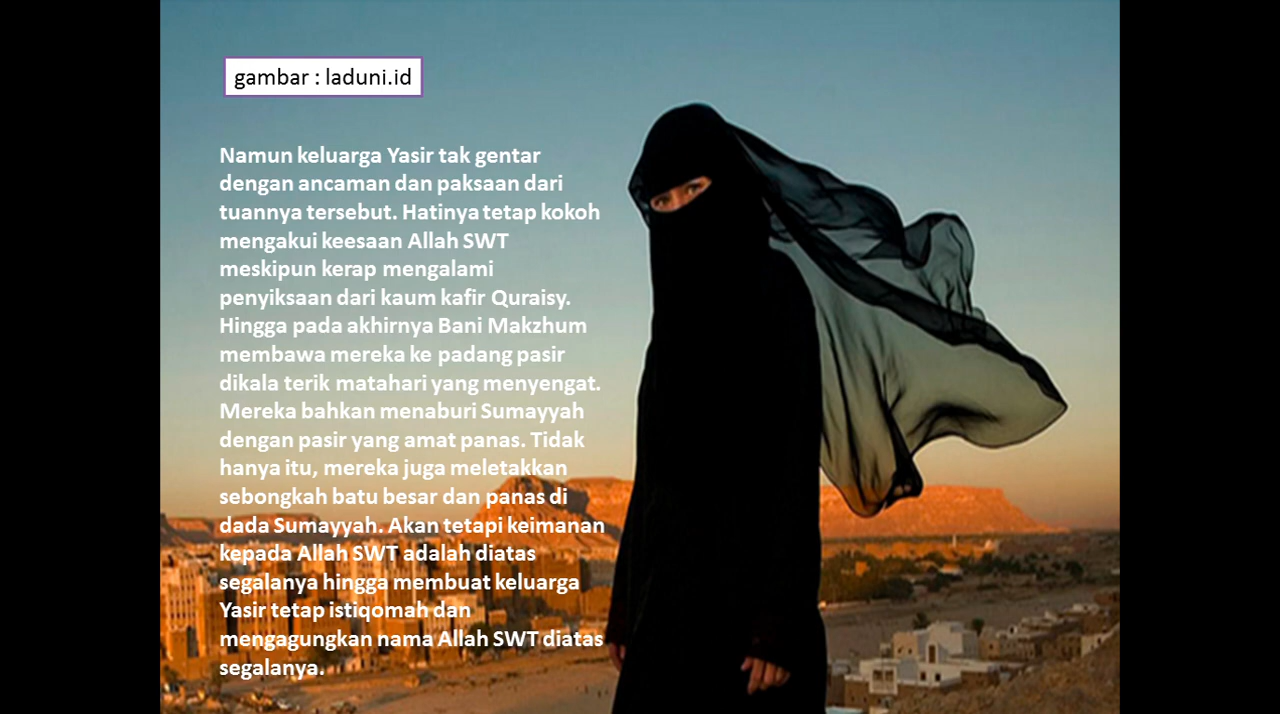 gambar : laduni.id
Namun keluarga Yasir tak gentar
dengan ancaman dan paksaan dari
tuannya tersebut. Hatinya tetap kokoh
mengakui keesaan Allah SWT
meskipun kerap mengalami
penyiksaan dari kaum kafir Quraisy.
Hingga pada akhirnya Bani Makzhum
membawa mereka ke padang pasir
dikala terik matahari yang menyengat.
Mereka bahkan menaburi Sumayyah
dengan pasir yang amat panas. Tidak
hanya itu, mereka juga meletakkan
sebongkah batu besar dan panas di
dada Sumayyah. Akan tetapi keimanan
kepada Allah SWT adalah diatas
segalanya hingga membuat keluarga
Yasir tetap istiqomah dan
mengagungkan nama Allah SWT diatas
segalanya.